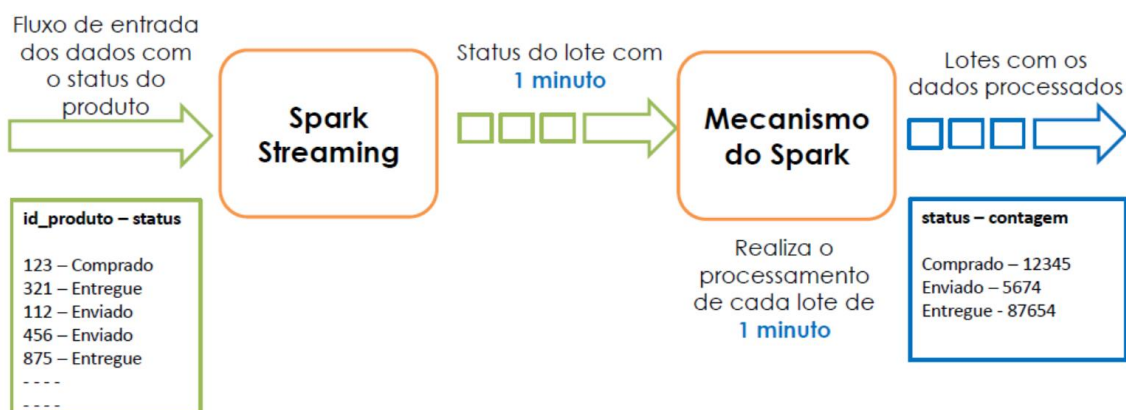 Fluxo de entrada
dos dados com
o status do
produto
Spark
Streaming
Status do lote com
1 minuto
Mecanismo
do Spark
Lotes com os
dados processados
id_produto – status
123 – Comprado
321 – Entregue
112 – Enviado
456 – Enviado
875 – Entregue
- - - -
- - - -
Realiza o
processamento
de cada lote de
1 minuto
status – contagem
Comprado – 12345
Enviado – 5674
Entregue - 87654